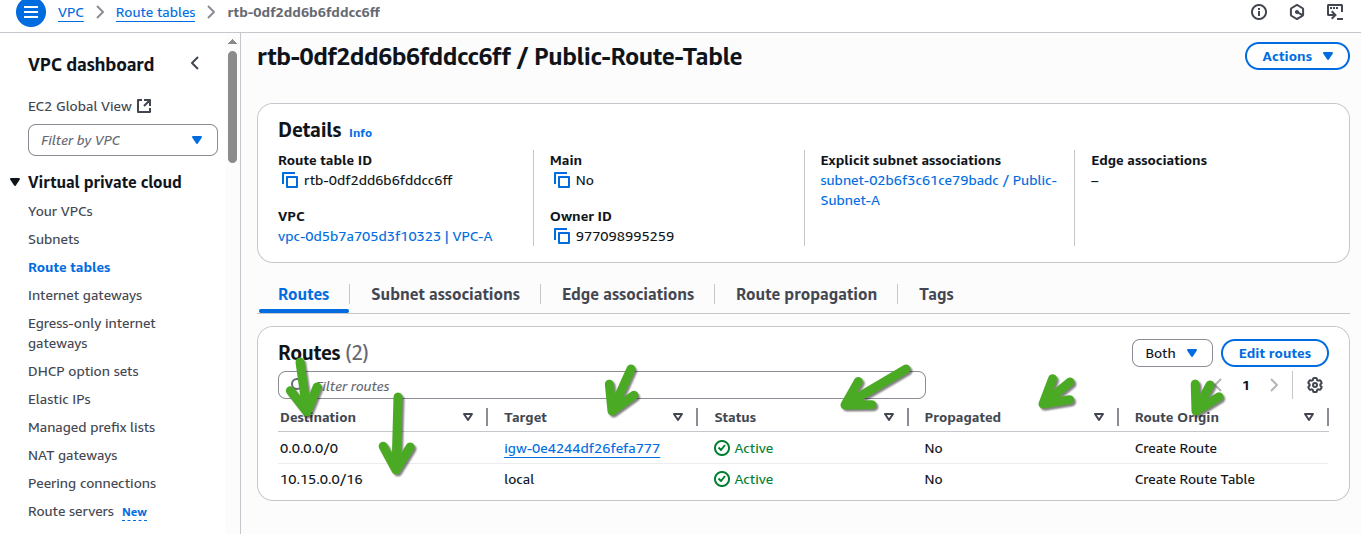 VPC > Route tables > rtb-0df2dd6b6fddcc6ff
VPC dashboard
EC2 Global View
Filter by VPC
Virtual private cloud
Your VPCs
Subnets
Route tables
Internet gateways
Egress-only internet
gateways
DHCP option sets
Elastic IPs
Managed prefix lists
NAT gateways
Peering connections
Route servers New
rtb-0df2dd6b6fddcc6ff / Public-Route-Table
Actions
Details Info
Route table ID
rtb-0df2dd6b6fddcc6ff
Main
No
Explicit subnet associations
subnet-02b6f3c61ce79badc / Public-
Subnet-A
Edge associations
–
VPC
vpc-0d5b7a705d3f10323 | VPC-A
Owner ID
977098995259
Routes Subnet associations Edge associations Route propagation Tags
Routes (2)
Both
Edit routes
Filter routes
1
Destination Target Status Propagated Route Origin
0.0.0.0/0 igw-0e4244df26fefa777 Active No Create Route
10.15.0.0/16 local Active No Create Route Table